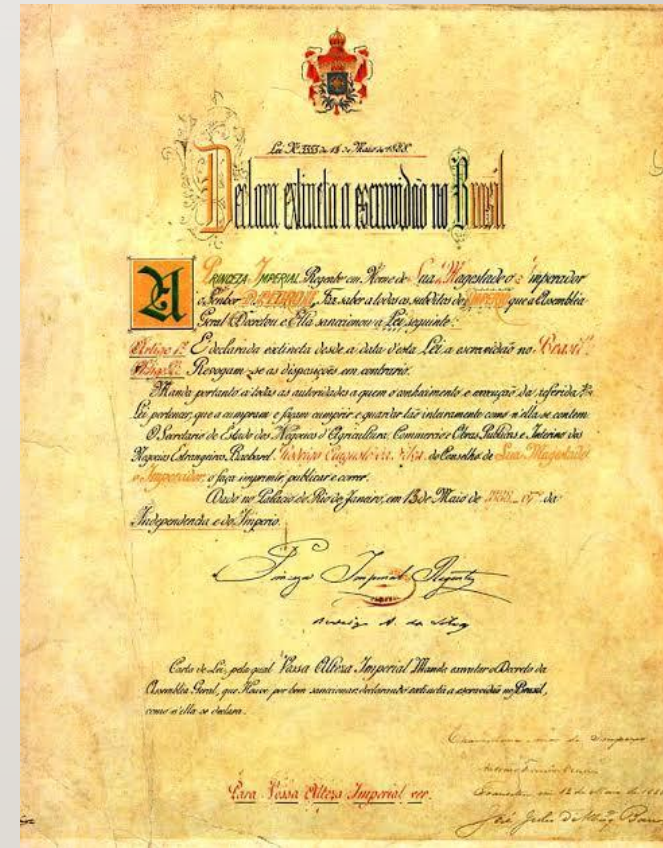 Lei Nº 3353 de 13 de Maio de 1888.
Declara extincta a escravidão no Brasil
A PRINCEZA IMPERIAL Regente em Nome de Sua Magestade o imperador
o Senhor D. PEDRO II, Faz saber a todos os subditos do IMPERIO que a Assembléa
Geral Decretou e Ella sanccionou a Lei seguinte:
Artigo 1º É declarada extincta desde a data d'esta Lei a escravidão no Brasil.
Artigo 2º Revogam-se as disposições em contrario.
Manda portanto a todas as autoridades a quem o conhecimento e execução da referida
Lei pertencer, que a cumpram e façam cumprir e guardar tão inteiramente como n'ella se contem.
O Secretario de Estado dos Negocios d'Agricultura, Commercio e Obras Publicas e Interino dos
Negocios Estrangeiros, Bacharel Rodrigo Augusto da Silva, do Conselho de Sua Magestade
o Imperador, o faça imprimir, publicar e correr.
Dado no Palacio do Rio de Janeiro, em 13 de Maio de 1888 67º da
Independencia e do Imperio.
Princeza Imperial Regente
Rodrigo A. da Silva
Carta de Lei, pela qual Vossa Alteza Imperial Manda executar o Decreto da
Assembléa Geral, que Houve por bem sanccionar declarando extincta a escravidão no Brasil,
como n'ella se declara.
Para Vossa Alteza Imperial ver.